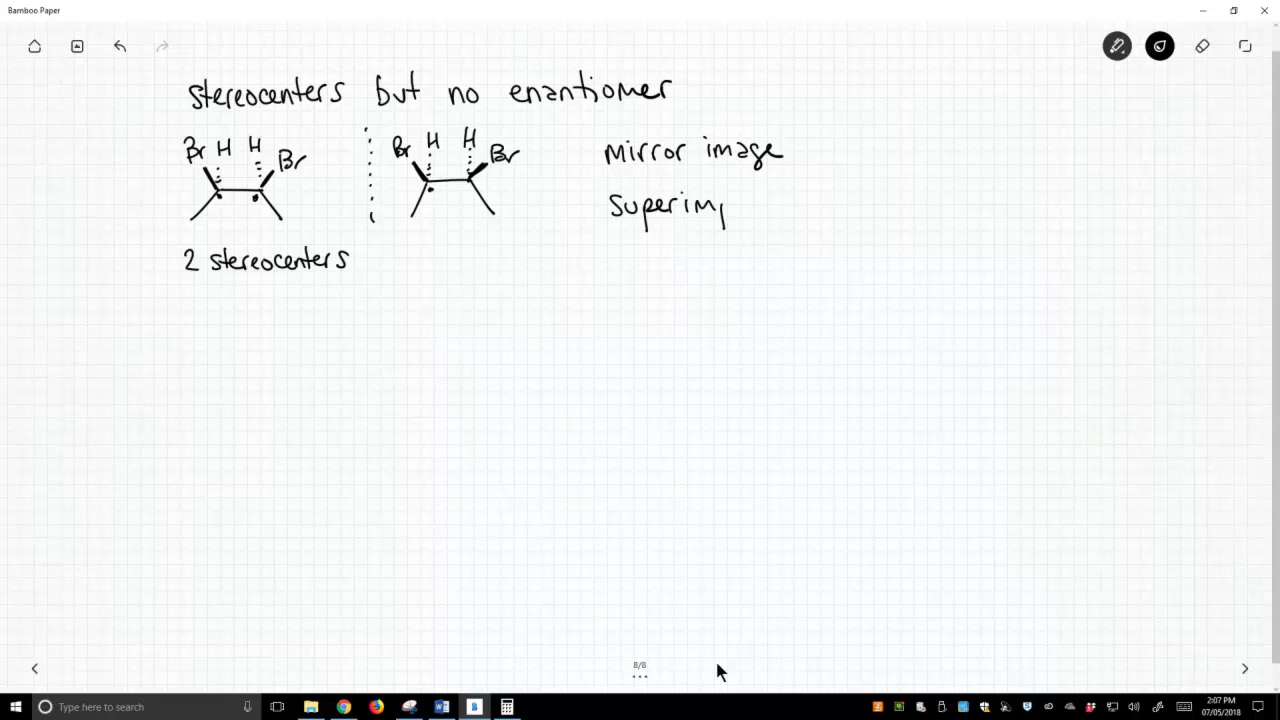 Bamboo Paper
stereocenters but no enantiomer
Br H H Br
Br H H Br
Mirror image
Superimp
2 stereocenters
8/8
Type here to search
2:07 PM
07/05/2018